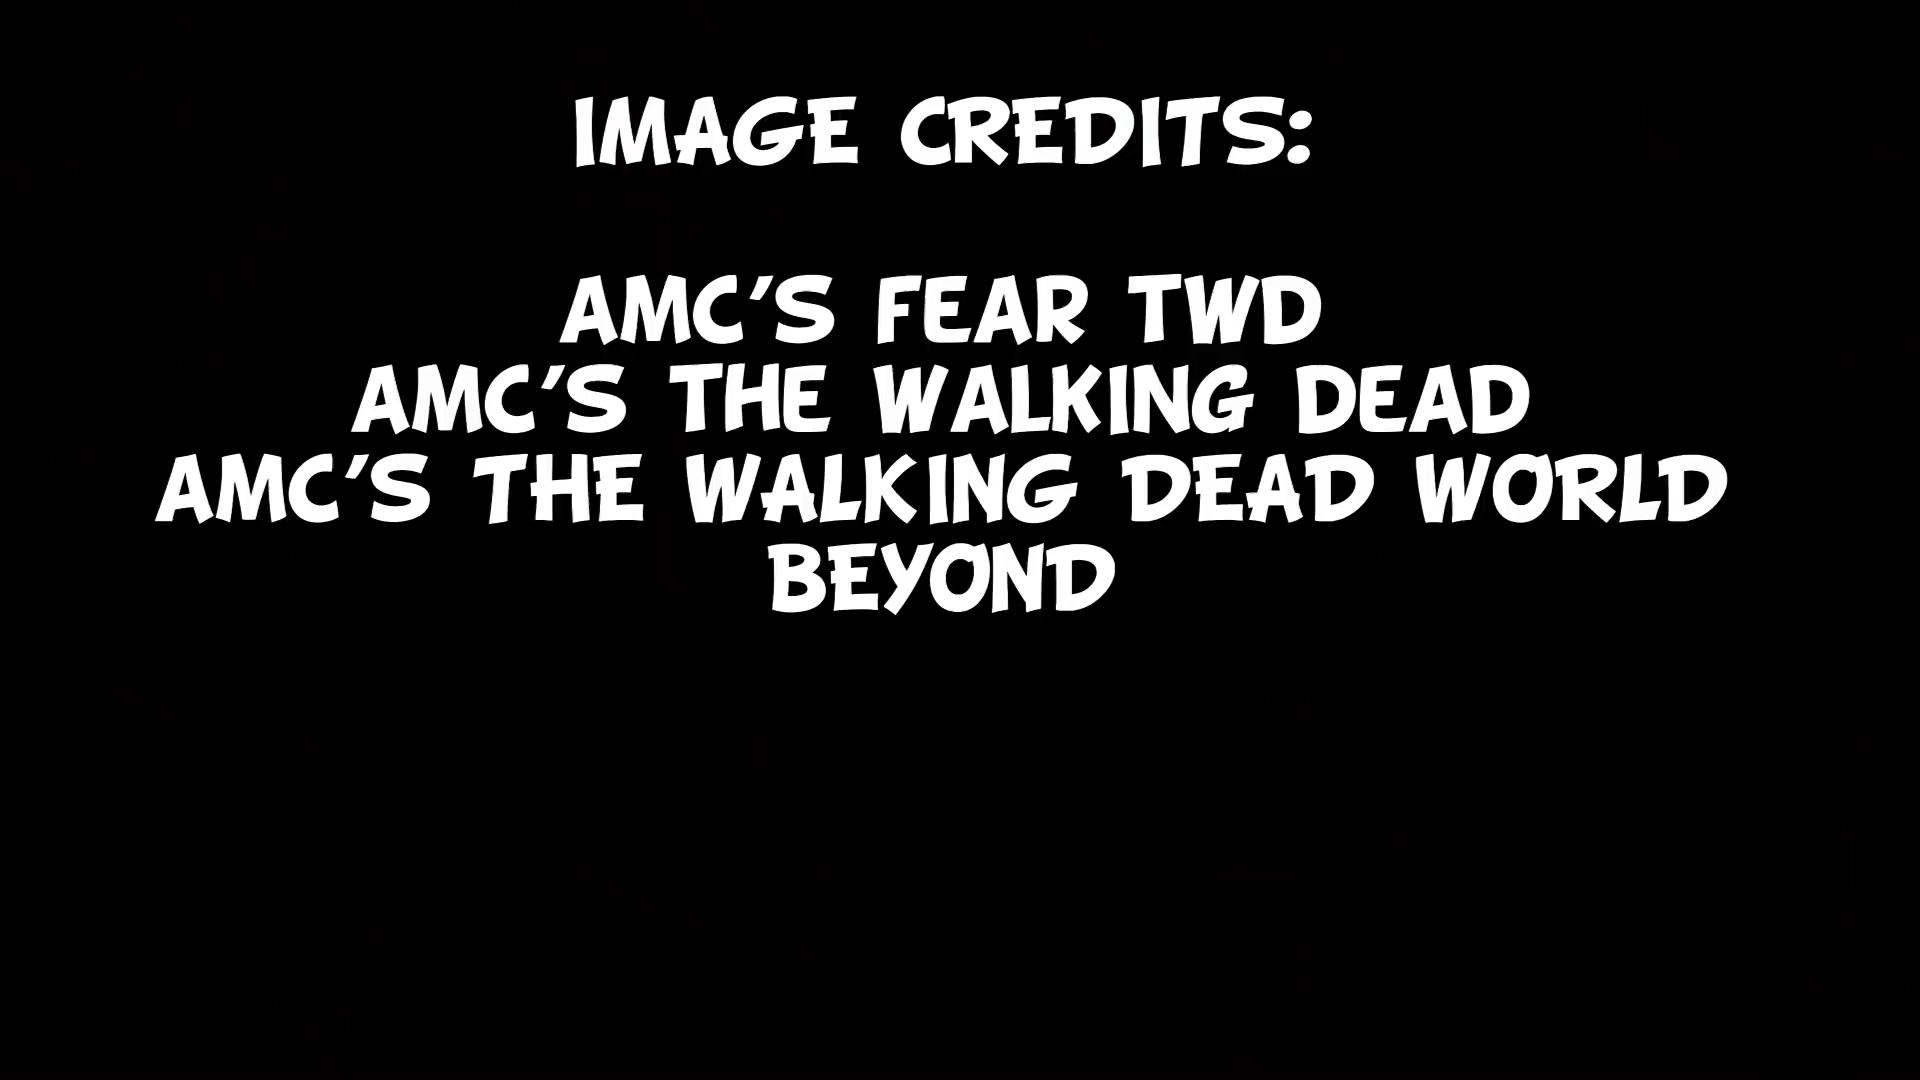 IMAGE CREDITS:
AMC'S FEAR TWD
AMC'S THE WALKING DEAD
AMC'S THE WALKING DEAD WORLD
BEYOND